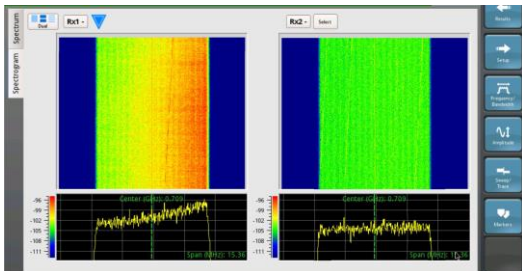 Spectrum
Spectrogram
Dual
Rx1 -
Rx2 -
Select
Results
Setup
Frequency/
Bandwidth
Amplitude
Sweep/
Trace
Markers
-96
-99
-102
-105
-108
-111
Center (GHz): 0.709
Span (MHz): 15.36
-96
-99
-102
-105
-108
-111
Center (GHz): 0.709
Span (MHz): 15.36